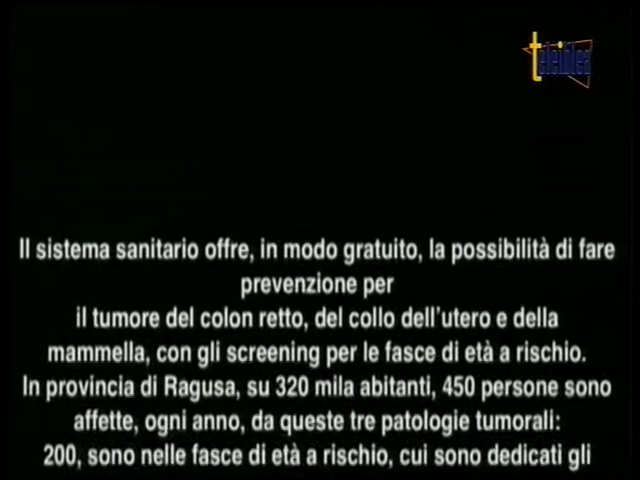 teleiblea
Il sistema sanitario offre, in modo gratuito, la possibilità di fare
prevenzione per
il tumore del colon retto, del collo dell'utero e della
mammella, con gli screening per le fasce di età a rischio.
In provincia di Ragusa, su 320 mila abitanti, 450 persone sono
affette, ogni anno, da queste tre patologie tumorali:
200, sono nelle fasce di età a rischio, cui sono dedicati gli